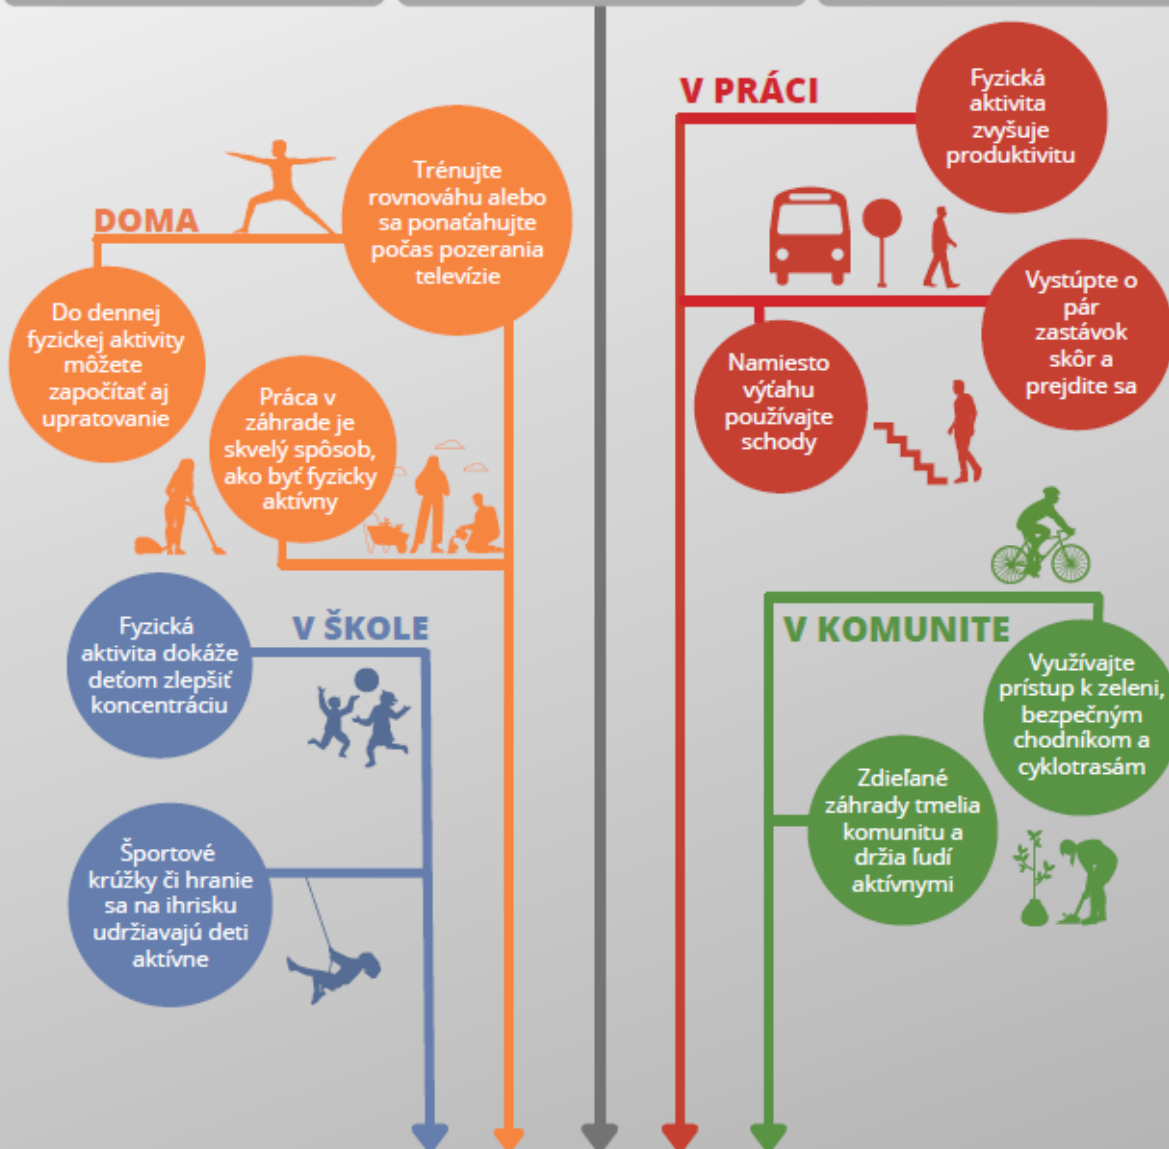 DOMA
Trénujte
rovnováhu alebo
sa ponaťahujte
počas pozerania
televízie
Do dennej
fyzickej aktivity
môžete
započítať aj
upratovanie
Práca v
záhrade je
skvelý spôsob,
ako byť fyzicky
aktívny
V ŠKOLE
Fyzická
aktivita dokáže
deťom zlepšiť
koncentráciu
Športové
krúžky či hranie
sa na ihrisku
udržiavajú deti
aktívne
V PRÁCI
Fyzická
aktivita
zvyšuje
produktivitu
Vystúpte o
pár
zastávok
skôr a
prejdite sa
Namiesto
výťahu
používajte
schody
V KOMUNITE
Využívajte
prístup k zeleni,
bezpečným
chodníkom a
cyklotrasám
Zdieľané
záhrady tmelia
komunitu a
držia ľudí
aktívnymi